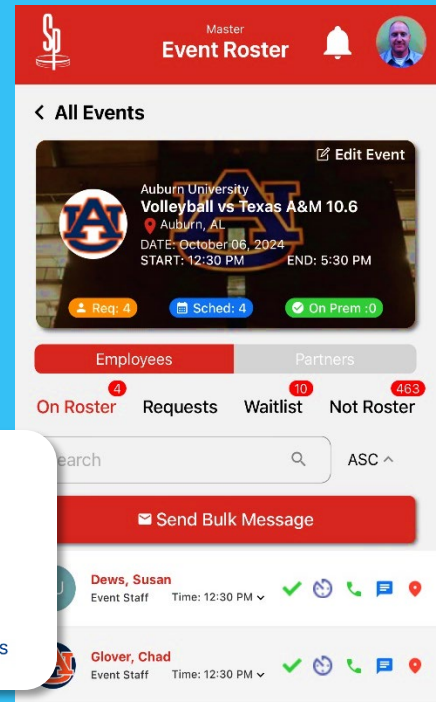 Sp
Master
Event Roster
< All Events
Edit Event
Auburn University
Volleyball vs Texas A&M 10.6
Auburn, AL
DATE: October 06, 2024
START: 12:30 PM END: 5:30 PM
Req: 4 Sched: 4 On Prem :0
Employees Partners
4 10 463
On Roster Requests Waitlist Not Roster
earch ASC
Send Bulk Message
Dews, Susan
Event Staff Time: 12:30 PM
s
Glover, Chad
Event Staff Time: 12:30 PM